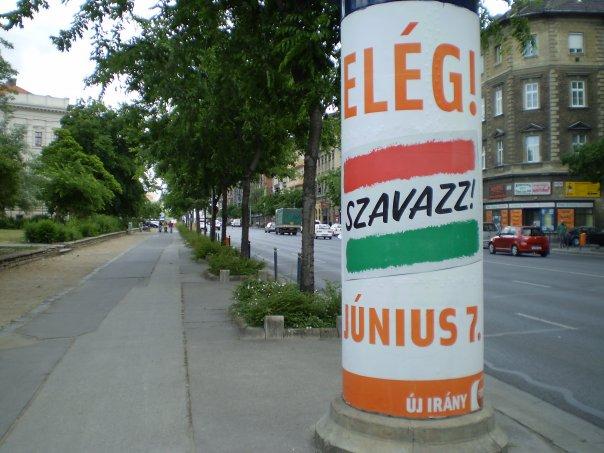 ELÉG!
SZAVAZZ!
JÚNIUS 7.
ÚJ IRÁNY